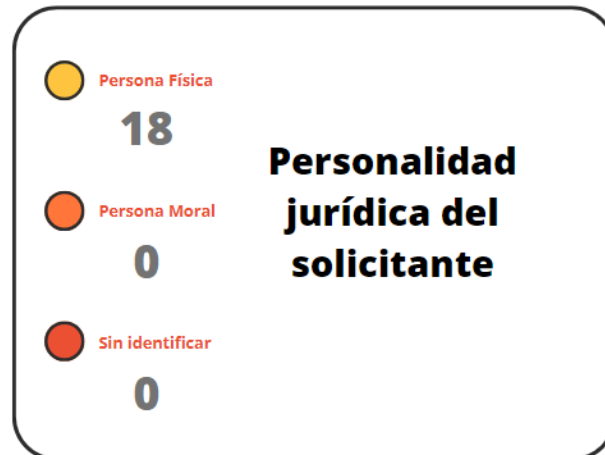 Persona Física
18
Persona Moral
0
Sin identificar
0
Personalidad
jurídica del
solicitante